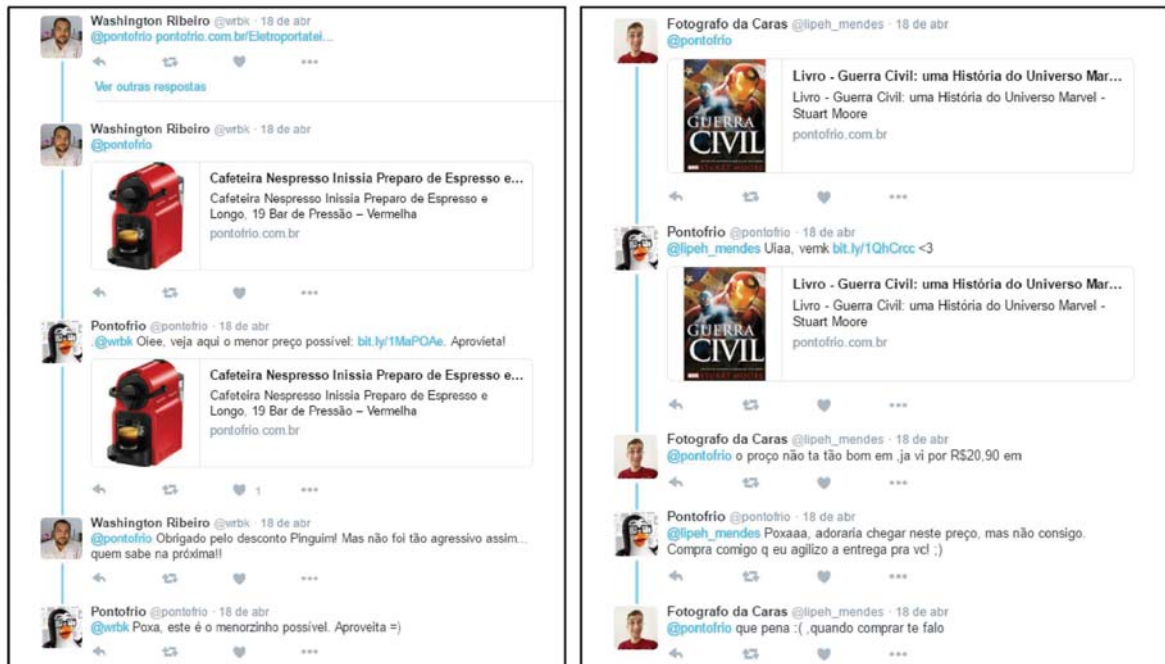 Washington Ribeiro @wrbk · 18 de abr
@pontofrio pontofrio.com.br/Eletroportatei...
Ver outras respostas
Washington Ribeiro @wrbk · 18 de abr
@pontofrio
Cafeteira Nespresso Inissia Preparo de Espresso e...
Cafeteira Nespresso Inissia Preparo de Espresso e
Longo, 19 Bar de Pressão – Vermelha
pontofrio.com.br
Pontofrio @pontofrio · 18 de abr
.@wrbk Oiee, veja aqui o menor preço possível: bit.ly/1MaPOAe. Aprovieta!
Cafeteira Nespresso Inissia Preparo de Espresso e...
Cafeteira Nespresso Inissia Preparo de Espresso e
Longo, 19 Bar de Pressão – Vermelha
pontofrio.com.br
1
Washington Ribeiro @wrbk · 18 de abr
@pontofrio Obrigado pelo desconto Pinguim! Mas não foi tão agressivo assim...
quem sabe na próxima!!
Pontofrio @pontofrio · 18 de abr
@wrbk Poxa, este é o menorzinho possível. Aproveita =)
Fotografo da Caras @lipeh_mendes · 18 de abr
@pontofrio
GUERRA
CIVIL
Livro - Guerra Civil: uma História do Universo Mar...
Livro - Guerra Civil: uma História do Universo Marvel -
Stuart Moore
pontofrio.com.br
Pontofrio @pontofrio · 18 de abr
@lipeh_mendes Uiaa, vemk bit.ly/1QhCrcc <3
GUERRA
CIVIL
Livro - Guerra Civil: uma História do Universo Mar...
Livro - Guerra Civil: uma História do Universo Marvel -
Stuart Moore
pontofrio.com.br
Fotografo da Caras @lipeh_mendes · 18 de abr
@pontofrio o proço não ta tão bom em .ja vi por R$20,90 em
Pontofrio @pontofrio · 18 de abr
@lipeh_mendes Poxaaa, adoraria chegar neste preço, mas não consigo.
Compra comigo q eu agilizo a entrega pra vc! ;)
Fotografo da Caras @lipeh_mendes · 18 de abr
@pontofrio que pena :( ,quando comprar te falo